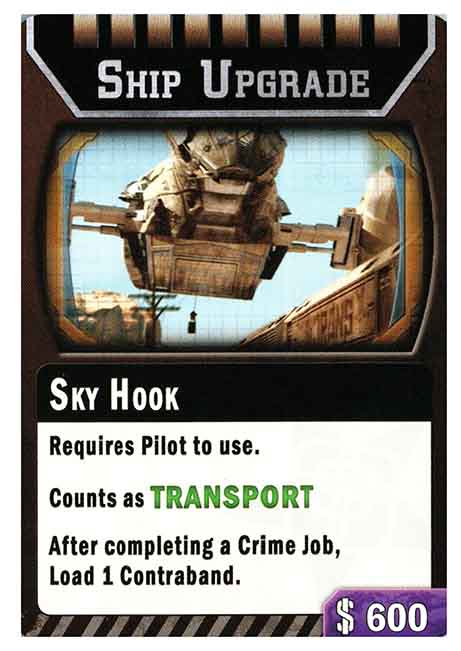 Ship Upgrade
Sky Hook
Requires Pilot to use.
Counts as TRANSPORT
After completing a Crime Job,
Load 1 Contraband.
$ 600